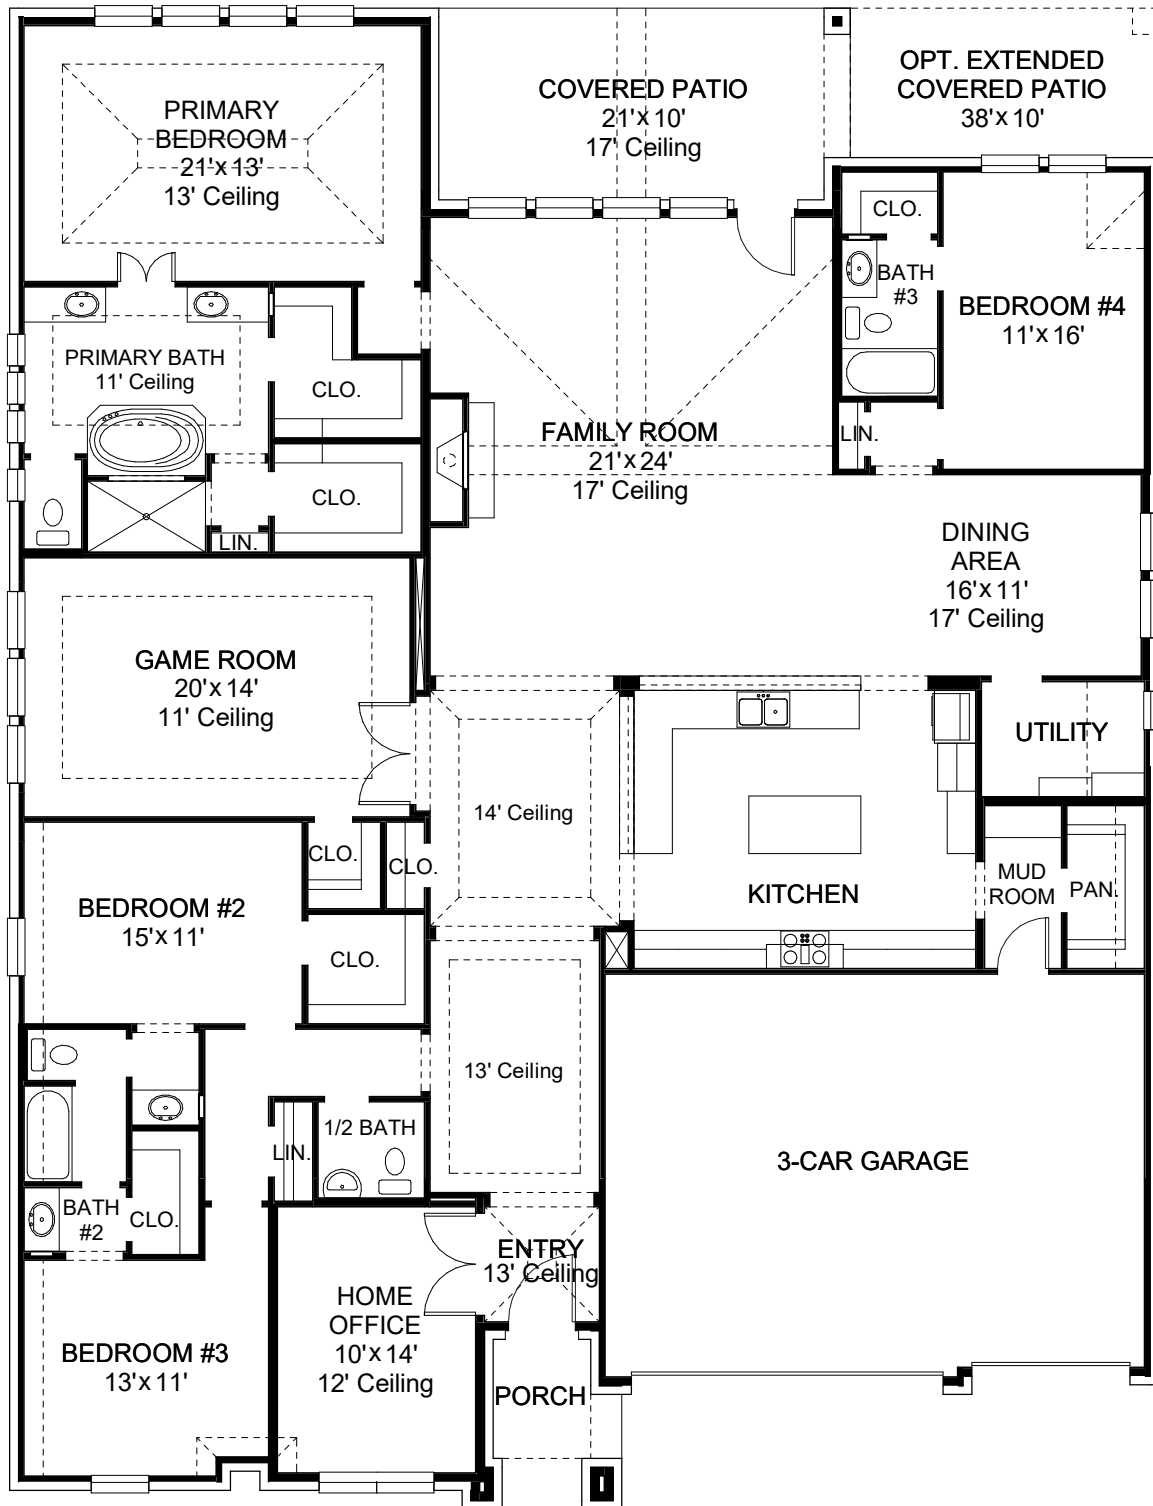 PRIMARY
BEDROOM
21'x 13'
13' Ceiling
COVERED PATIO
21'x 10'
17' Ceiling
OPT. EXTENDED
COVERED PATIO
38'x 10'
CLO.
BATH
#3
BEDROOM #4
11'x 16'
LIN.
PRIMARY BATH
11' Ceiling
CLO.
CLO.
LIN.
FAMILY ROOM
21'x 24'
17' Ceiling
DINING
AREA
16'x 11'
17' Ceiling
GAME ROOM
20'x 14'
11' Ceiling
14' Ceiling
UTILITY
KITCHEN
MUD
ROOM
PAN.
CLO.
CLO.
BEDROOM #2
15'x 11'
CLO.
13' Ceiling
1/2 BATH
LIN.
BATH
#2
CLO.
3-CAR GARAGE
ENTRY
13' Ceiling
HOME
OFFICE
10'x 14'
12' Ceiling
BEDROOM #3
13'x 11'
PORCH